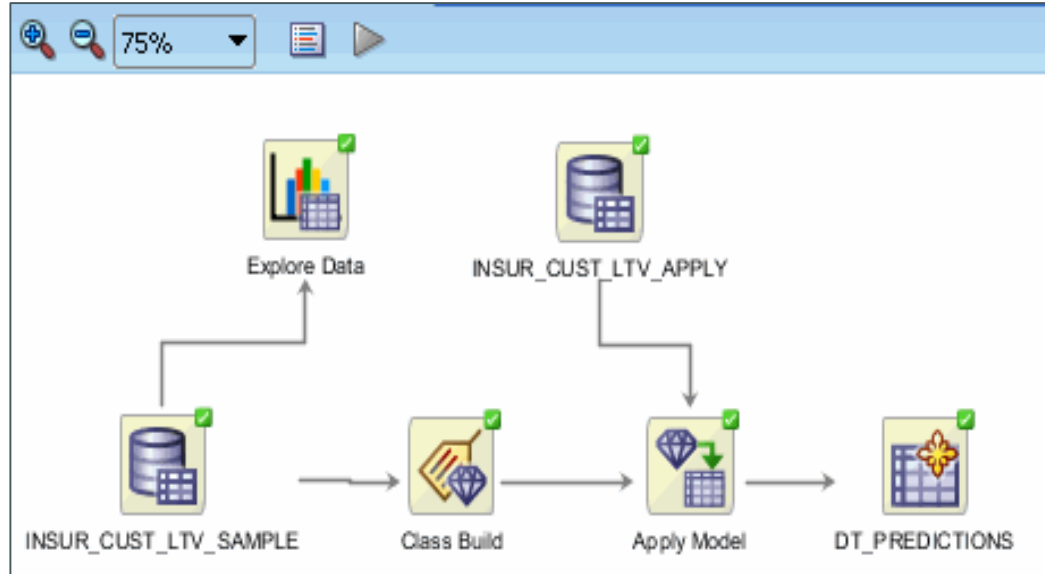 75%
Explore Data
INSUR_CUST_LTV_APPLY
INSUR_CUST_LTV_SAMPLE
Class Build
Apply Model
DT_PREDICTIONS